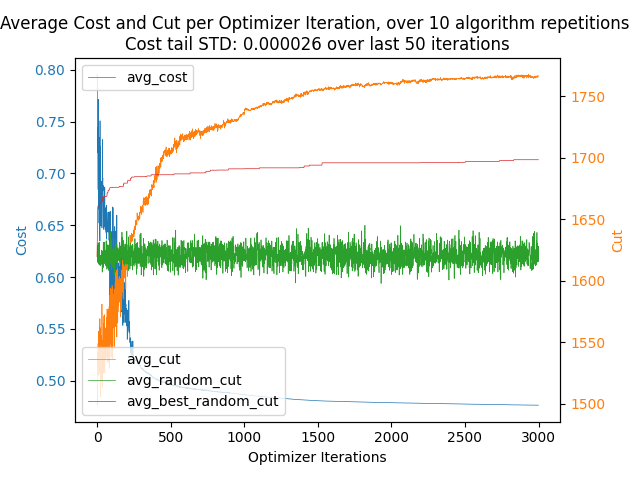 Average Cost and Cut per Optimizer Iteration, over 10 algorithm repetitions
Cost tail STD: 0.000026 over last 50 iterations
avg_cost
0.80
0.75
0.70
0.65
0.60
0.55
0.50
Cost
1750
1700
1650
1600
1550
1500
Cut
avg_cut
avg_random_cut
avg_best_random_cut
0
500
1000
1500
2000
2500
3000
Optimizer Iterations